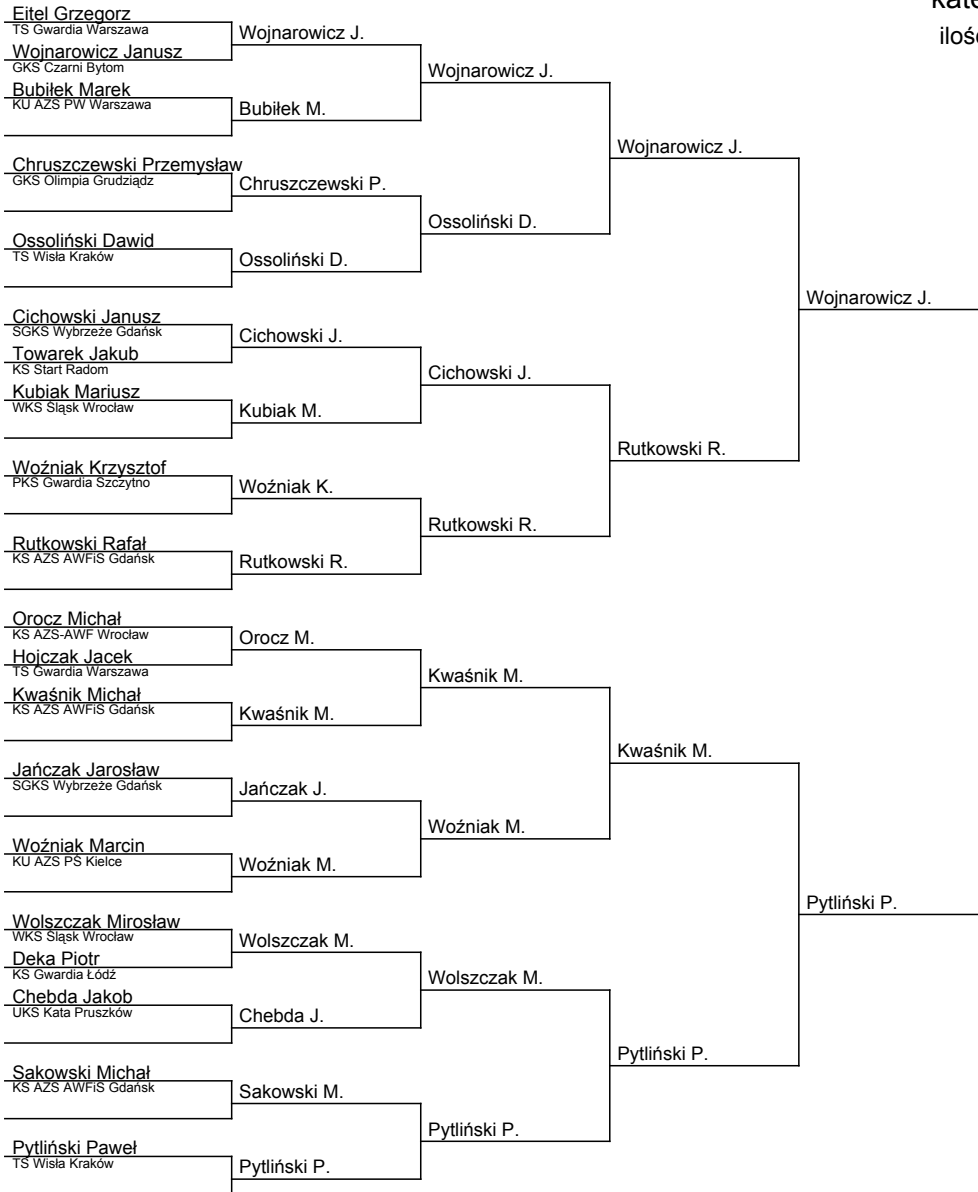 Eitel Grzegorz
TS Gwardia Warszawa
Wojnarowicz Janusz
GKS Czarni Bytom
Bubiłek Marek
KU AZS PW Warszawa
Chruszczewski Przemysław
GKS Olimpia Grudziądz
Ossoliński Dawid
TS Wisła Kraków
Cichowski Janusz
SGKS Wybrzeże Gdańsk
Towarek Jakub
KS Start Radom
Kubiak Mariusz
WKS Śląsk Wrocław
Woźniak Krzysztof
PKS Gwardia Szczytno
Rutkowski Rafał
KS AZS AWFiS Gdańsk
Orocz Michał
KS AZS-AWF Wrocław
Hojczak Jacek
TS Gwardia Warszawa
Kwaśnik Michał
KS AZS AWFiS Gdańsk
Jańczak Jarosław
SGKS Wybrzeże Gdańsk
Woźniak Marcin
KU AZS PŚ Kielce
Wolszczak Mirosław
WKS Śląsk Wrocław
Deka Piotr
KS Gwardia Łódź
Chebda Jakob
UKS Kata Pruszków
Sakowski Michał
KS AZS AWFiS Gdańsk
Pytliński Paweł
TS Wisła Kraków
Wojnarowicz J.
Bubiłek M.
Chruszczewski P.
Ossoliński D.
Cichowski J.
Kubiak M.
Woźniak K.
Rutkowski R.
Orocz M.
Kwaśnik M.
Jańczak J.
Woźniak M.
Wolszczak M.
Chebda J.
Sakowski M.
Pytliński P.
Wojnarowicz J.
Ossoliński D.
Cichowski J.
Rutkowski R.
Kwaśnik M.
Woźniak M.
Wolszczak M.
Pytliński P.
Wojnarowicz J.
Rutkowski R.
Kwaśnik M.
Pytliński P.
Wojnarowicz J.
Pytliński P.